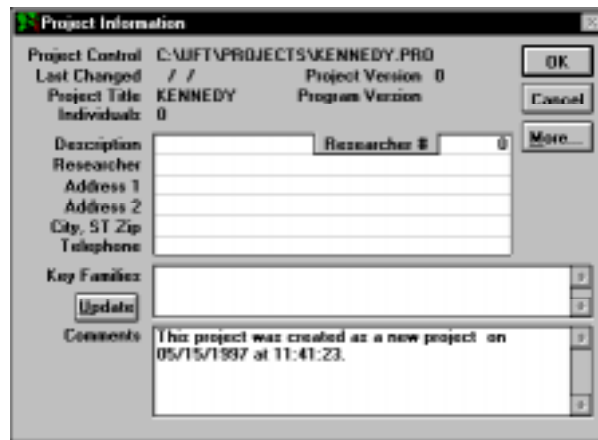 Project Information
Project Control C:\UFT\PROJECTS\KENNEDY.PRO
Last Changed / / Project Version 0
Project Title KENNEDY Program Version
Individuals 0
OK
Cancel
More...
Description Researcher # 0
Researcher
Address 1
Address 2
City, ST Zip
Telephone
Key Families
Update
Comments This project was created as a new project on
05/15/1997 at 11:41:23.